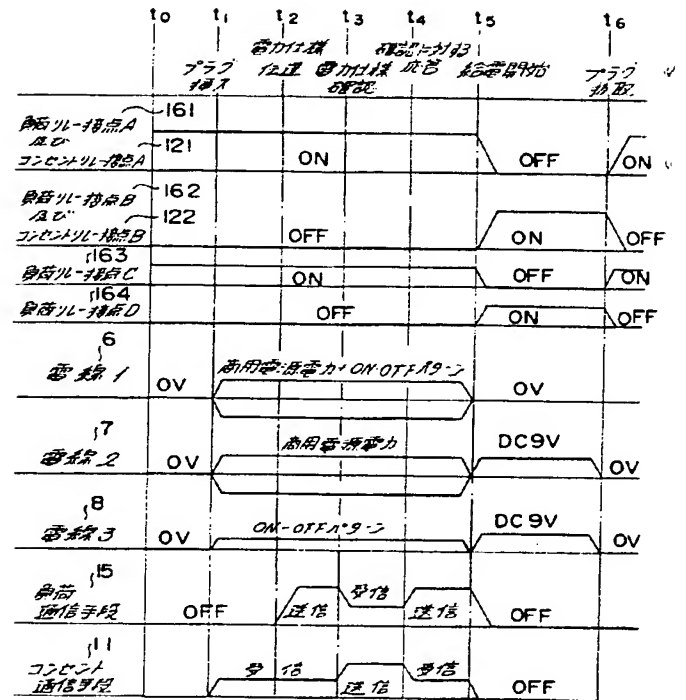 t0 t1 t2 t3 t4 t5 t6
電力仕様 確認に対する
プラグ 伝達 電力仕様 応答 給電開始 プラグ
挿入 確認 抜取
161
負荷リレー接点A
及び 121
コンセントリレー接点A ON OFF ON
162
負荷リレー接点B
及び 122
コンセントリレー接点B OFF ON OFF
163
負荷リレー接点C ON OFF ON
164
負荷リレー接点D OFF ON OFF
6
電線1 0V 商用電源電力+ON-OFFパターン 0V
7
電線2 0V 商用電源電力 DC9V 0V
8
電線3 0V ON-OFFパターン DC9V 0V
15
負荷 受信
通信手段 OFF 送信 送信 OFF
11
コンセント 受信 受信
通信手段 送信 OFF